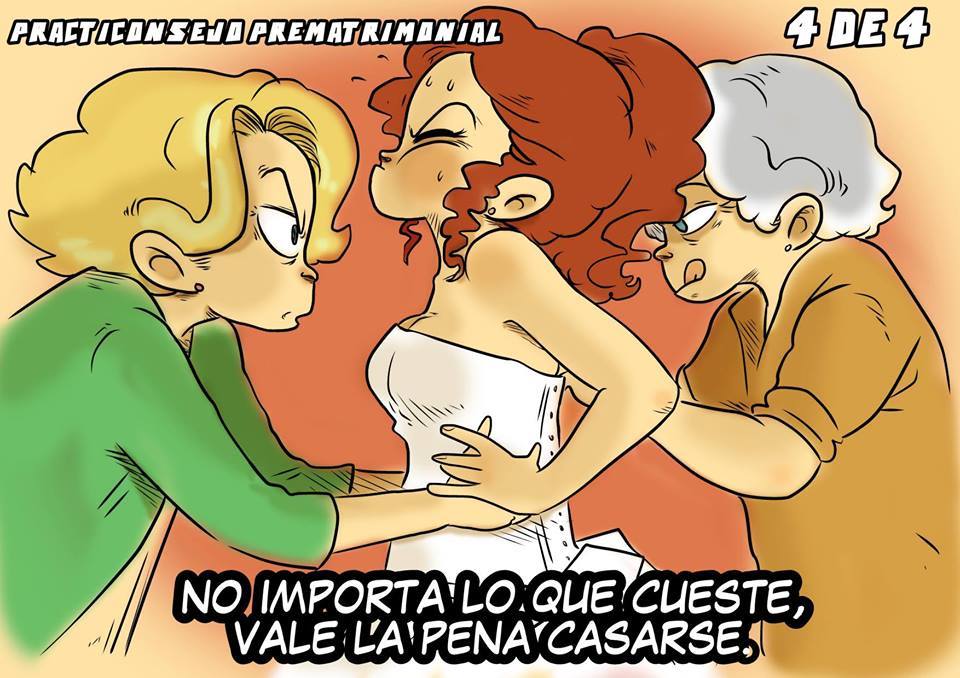 PRACTICONSEJO PREMATRIMONIAL
4 DE 4
NO IMPORTA LO QUE CUESTE,
VALE LA PENA CASARSE.